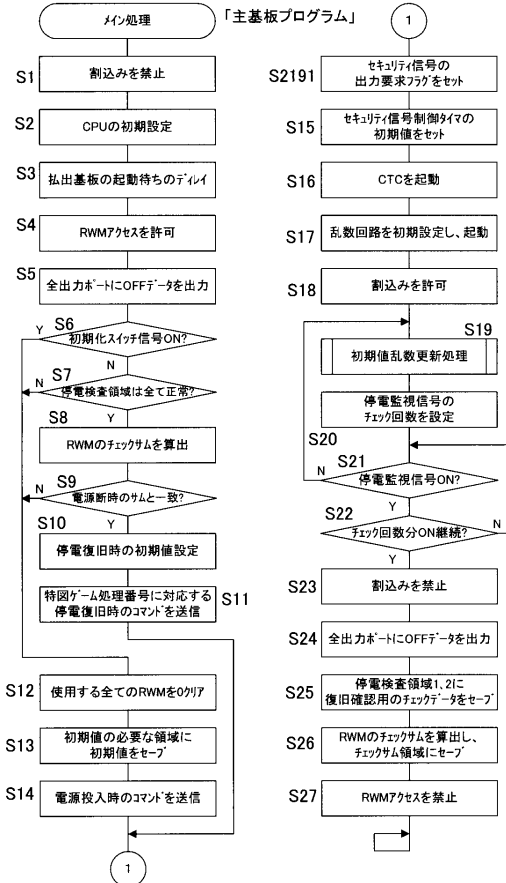 メイン処理
「主基板プログラム」
S1
割込みを禁止
S2
CPUの初期設定
S3
払出基板の起動待ちのディレイ
S4
RWMアクセスを許可
S5
全出力ポートにOFFデータを出力
S6
Y
初期化スイッチ信号ON?
N
S7
N
停電検査領域は全て正常?
Y
S8
RWMのチェックサムを算出
S9
N
電源断時のサムと一致?
Y
S10
停電復旧時の初期値設定
特図ゲーム処理番号に対応する
停電復旧時のコマンドを送信
S11
S12
使用する全てのRWMを0クリア
S13
初期値の必要な領域に
初期値をセーブ
S14
電源投入時のコマンドを送信
1
1
S2191
セキュリティ信号の
出力要求フラグをセット
S15
セキュリティ信号制御タイマの
初期値をセット
S16
CTCを起動
S17
乱数回路を初期設定し、起動
S18
割込みを許可
S19
初期値乱数更新処理
停電監視信号の
チェック回数を設定
S20
S21
N
停電監視信号ON?
Y
S22
チェック回数分ON継続?
N
Y
S23
割込みを禁止
S24
全出力ポートにOFFデータを出力
S25
停電検査領域1、2に
復旧確認用のチェックデータをセーブ
S26
RWMのチェックサムを算出し、
チェックサム領域にセーブ
S27
RWMアクセスを禁止